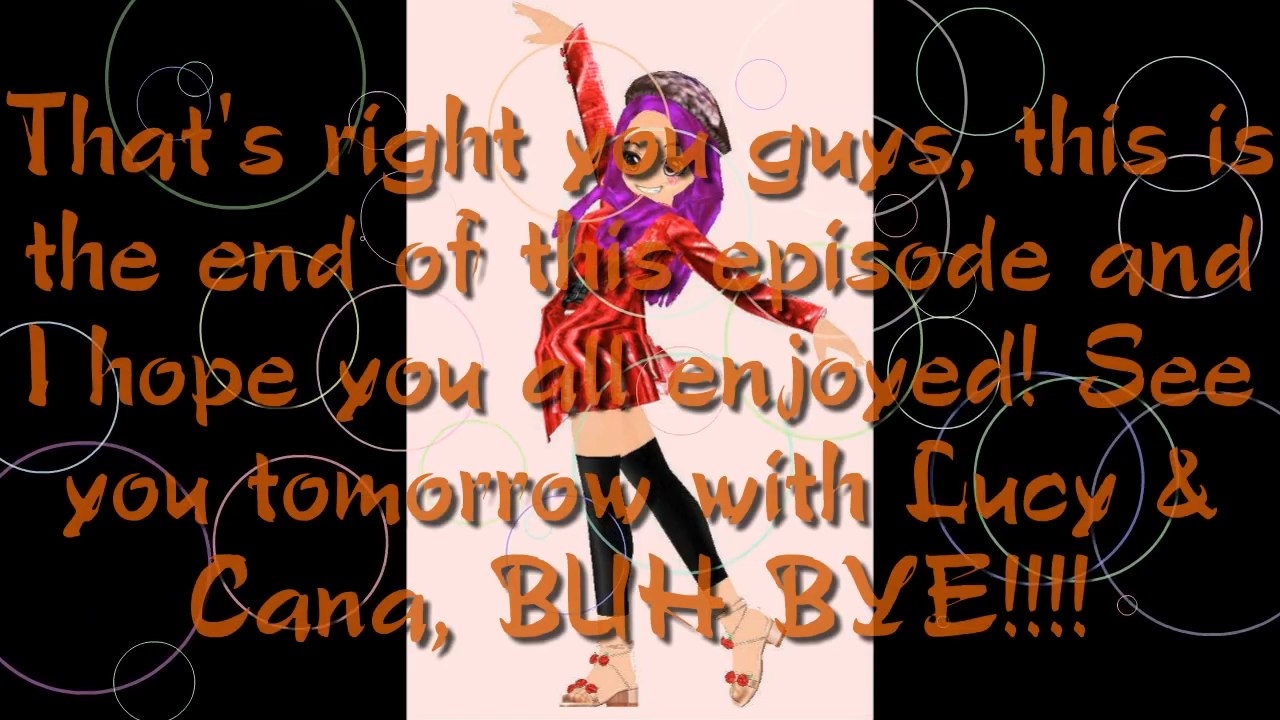 That's right you guys, this is
the end of this episode and
I hope you all enjoyed! See
you tomorrow with Lucy &
Cana, BUH BYE!!!!